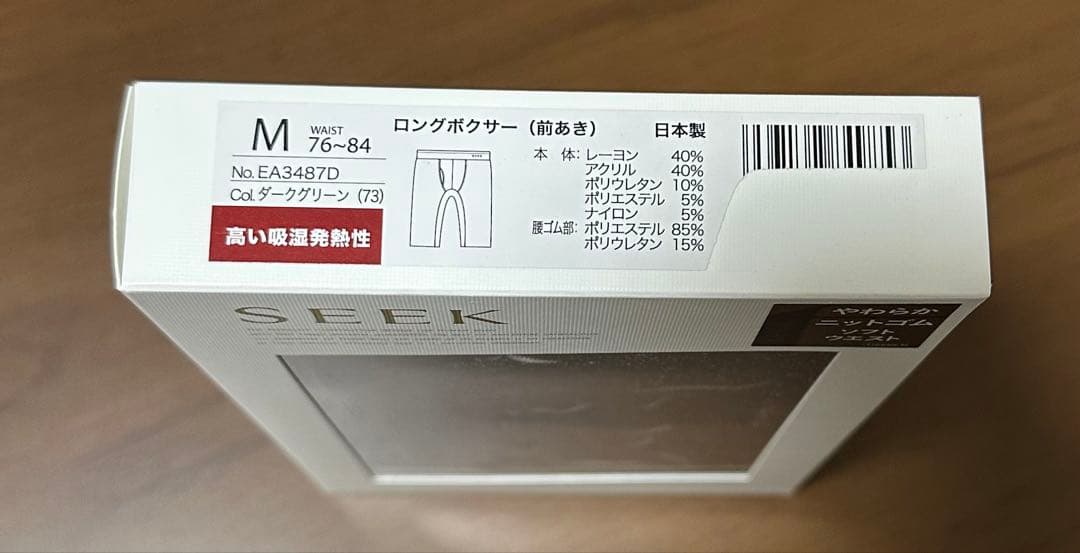 M WAIST 76~84
No. EA3487D
Col. ダークグリーン (73)
高い吸湿発熱性
ロングボクサー（前あき） 日本製
本体: レーヨン 40%
アクリル 40%
ポリウレタン 10%
ポリエステル 5%
ナイロン 5%
腰ゴム部: ポリエステル 85%
ポリウレタン 15%
SEEK
やわらか
ニットゴム
ソフト
ウエスト